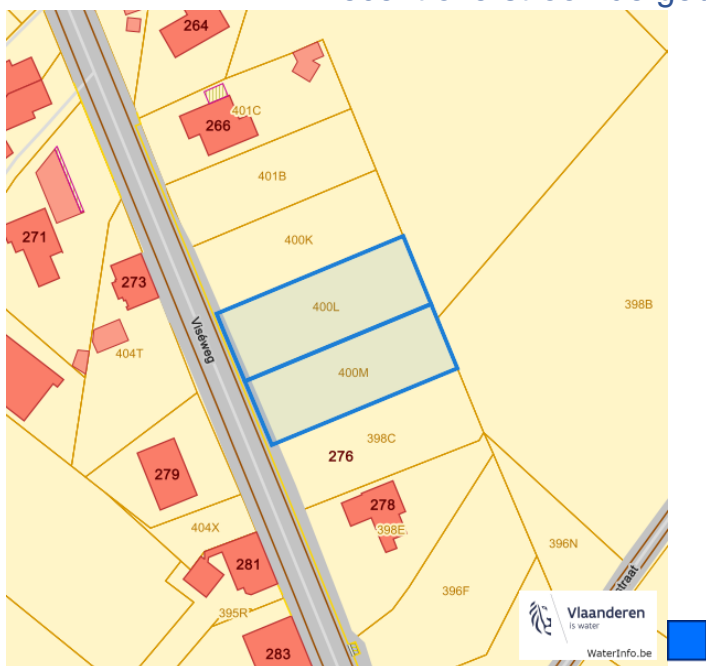 264
266
401C
401B
271
400K
273
400L
398B
Viséweg
404T
400M
398C
276
279
278
398E
404X
396N
281
396F
395R
283
straat
Vlaanderen
is water
WaterInfo.be